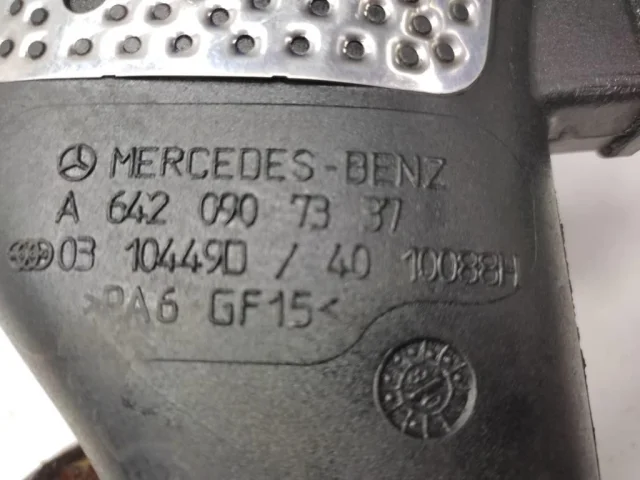 MERCEDES-BENZ
A 642 090 73 37
03 10449D / 40 10088H
>PA6 GF15<